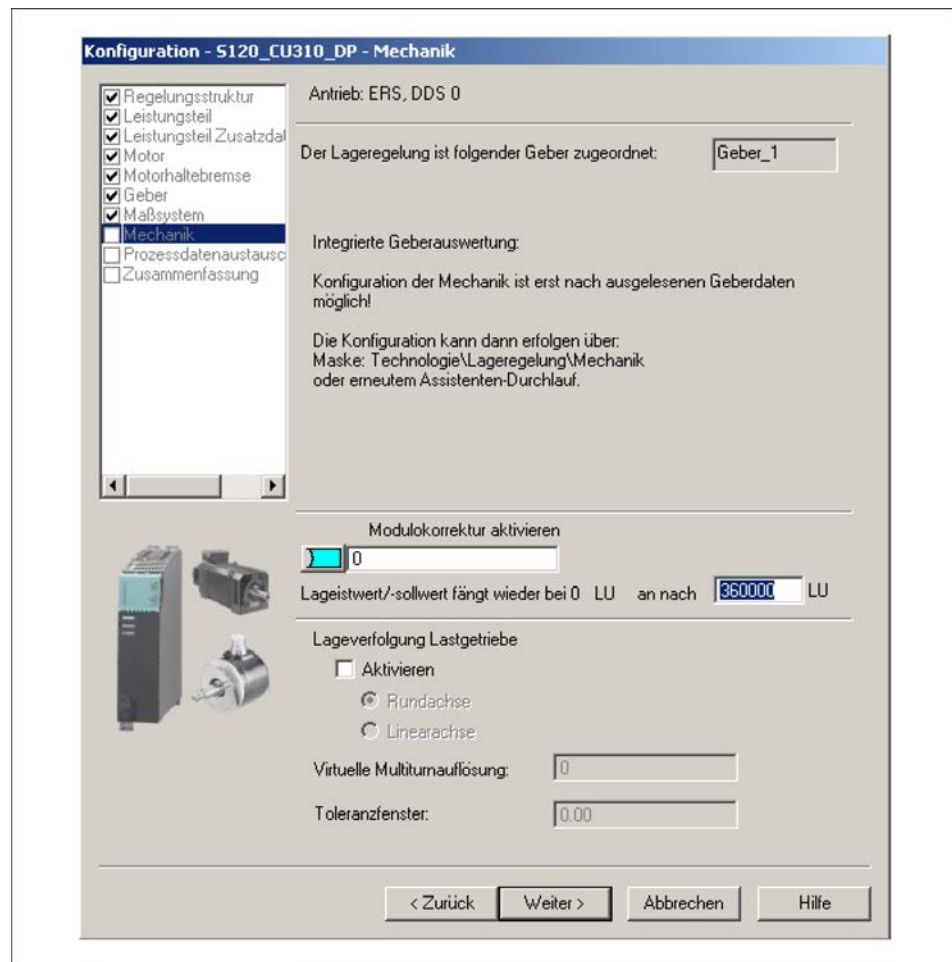 Konfiguration - S120_CU310_DP - Mechanik
Regelungsstruktur
Leistungsteil
Leistungsteil Zusatzdat
Motor
Motorhaltebremse
Geber
Maßsystem
Mechanik
Prozessdatenaustausc
Zusammenfassung
Antrieb: ERS, DDS 0
Der Lageregelung ist folgender Geber zugeordnet: Geber_1
Integrierte Geberauswertung:
Konfiguration der Mechanik ist erst nach ausgelesenen Geberdaten
möglich!
Die Konfiguration kann dann erfolgen über:
Maske: Technologie\Lageregelung\Mechanik
oder erneutem Assistenten-Durchlauf.
Modulokorrektur aktivieren
0
Lageistwert/-sollwert fängt wieder bei 0 LU an nach 360000 LU
Lageverfolgung Lastgetriebe
Aktivieren
Rundachse
Linearachse
Virtuelle Multiturnauflösung: 0
Toleranzfenster: 0.00
< Zurück Weiter > Abbrechen Hilfe